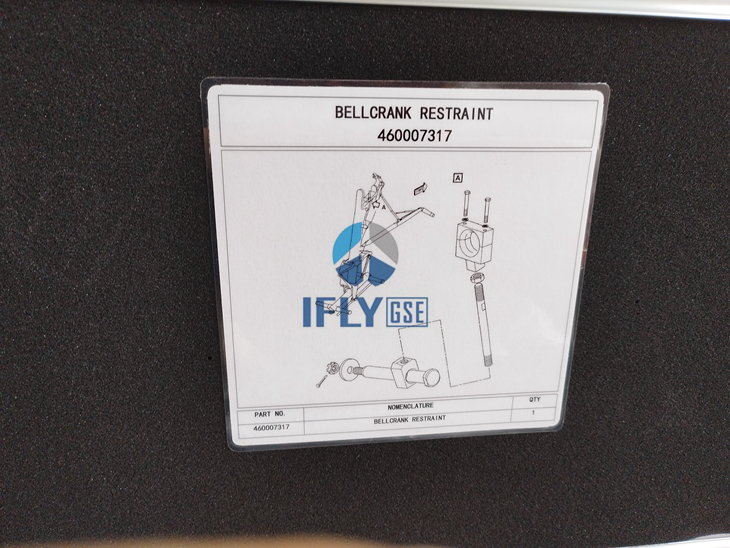 BELLCRANK RESTRAINT
460007317
A
A
IFLY GSE
PART NO. NOMENCLATURE QTY
460007317 BELLCRANK RESTRAINT 1